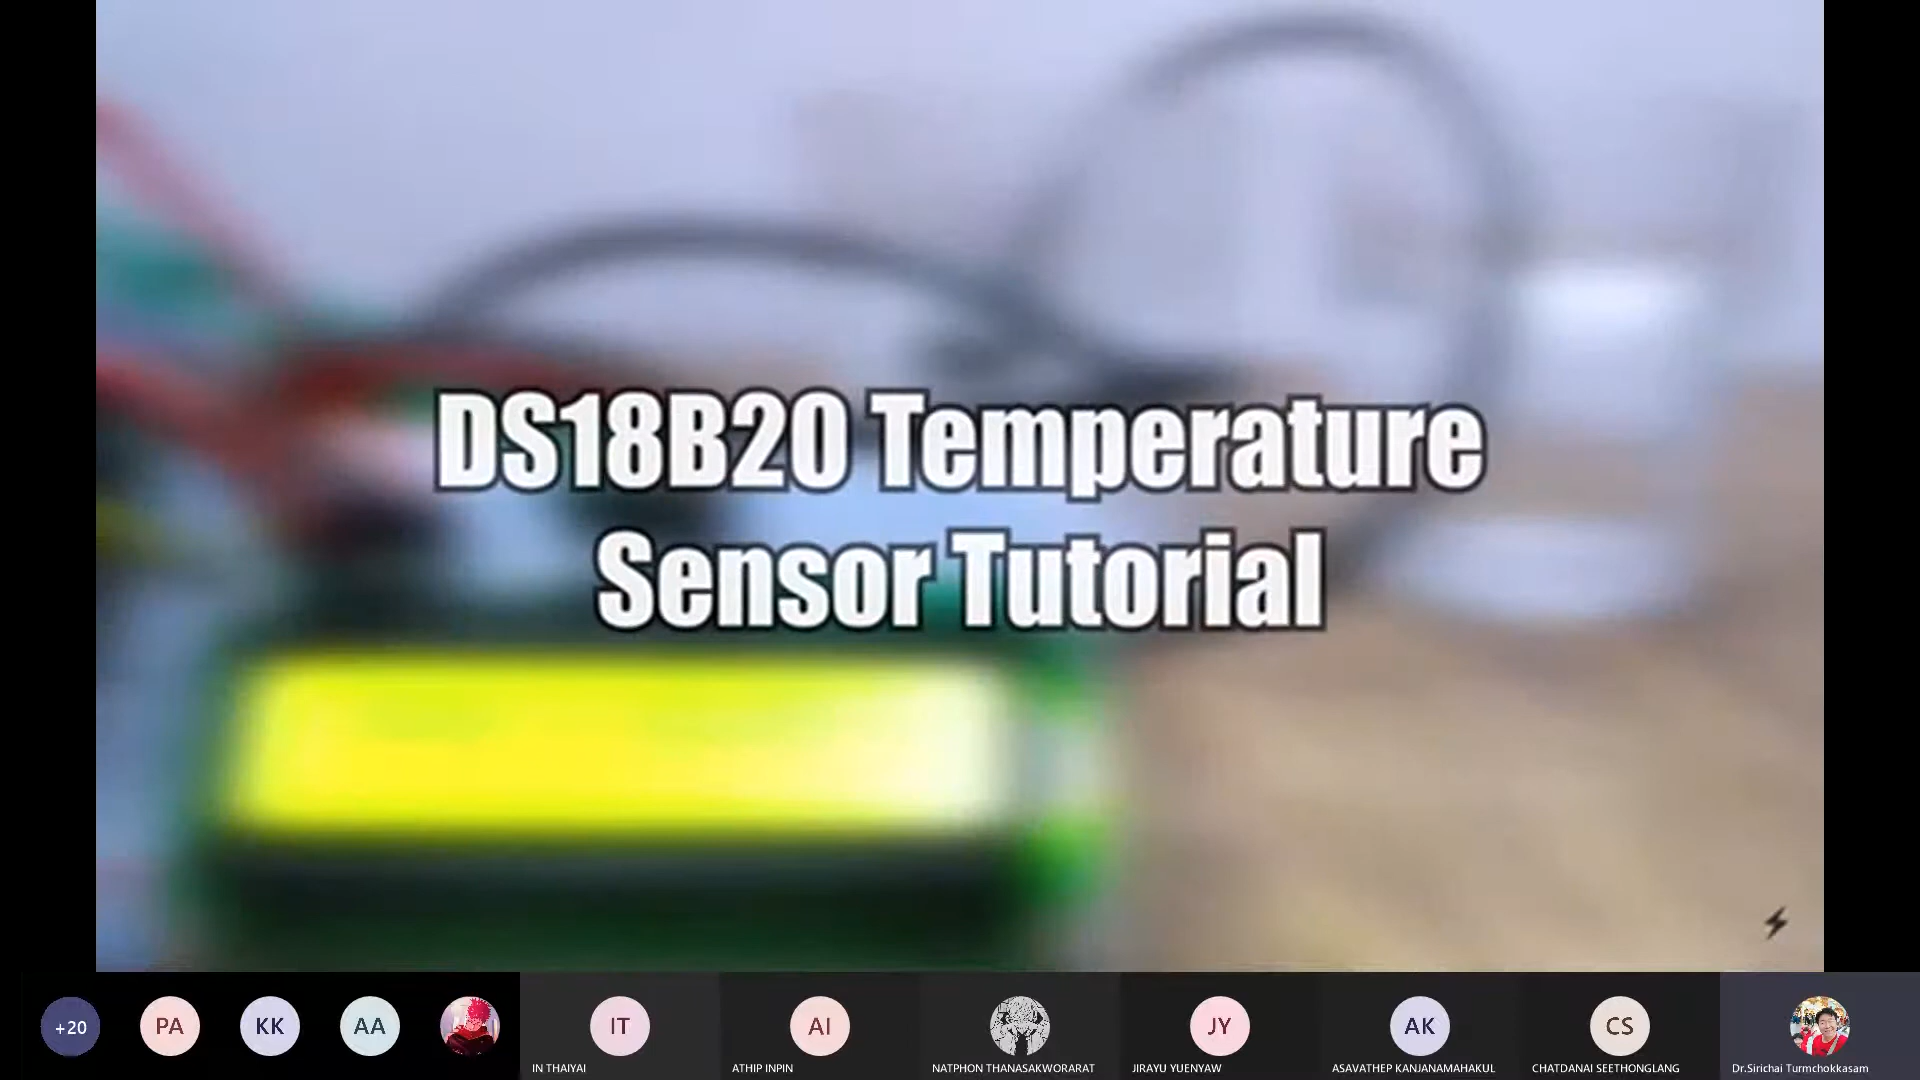 DS18B20 Temperature
Sensor Tutorial
+20
PA
KK
AA
IT
AI
JY
AK
CS
IN THAIYAI
ATHIP INPIN
NATPHON THANASAKWORARAT
JIRAYU YUENYAW
ASAVATHEP KANJANAMAHAKUL
CHATDANAI SEETHONGLANG
Dr.Sirichai Turmchokkasam